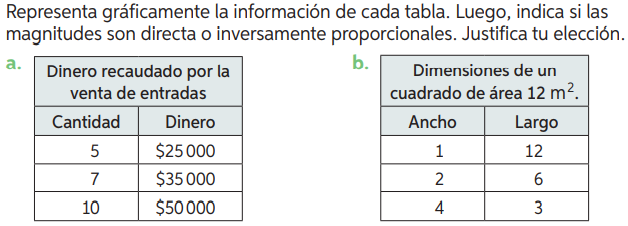 Representa gráficamente la información de cada tabla. Luego, indica si las
magnitudes son directa o inversamente proporcionales. Justifica tu elección.
a.
Dinero recaudado por la
venta de entradas
Cantidad Dinero
5 $25 000
7 $35 000
10 $50 000
b.
Dimensiones de un
cuadrado de área 12 m².
Ancho Largo
1 12
2 6
4 3